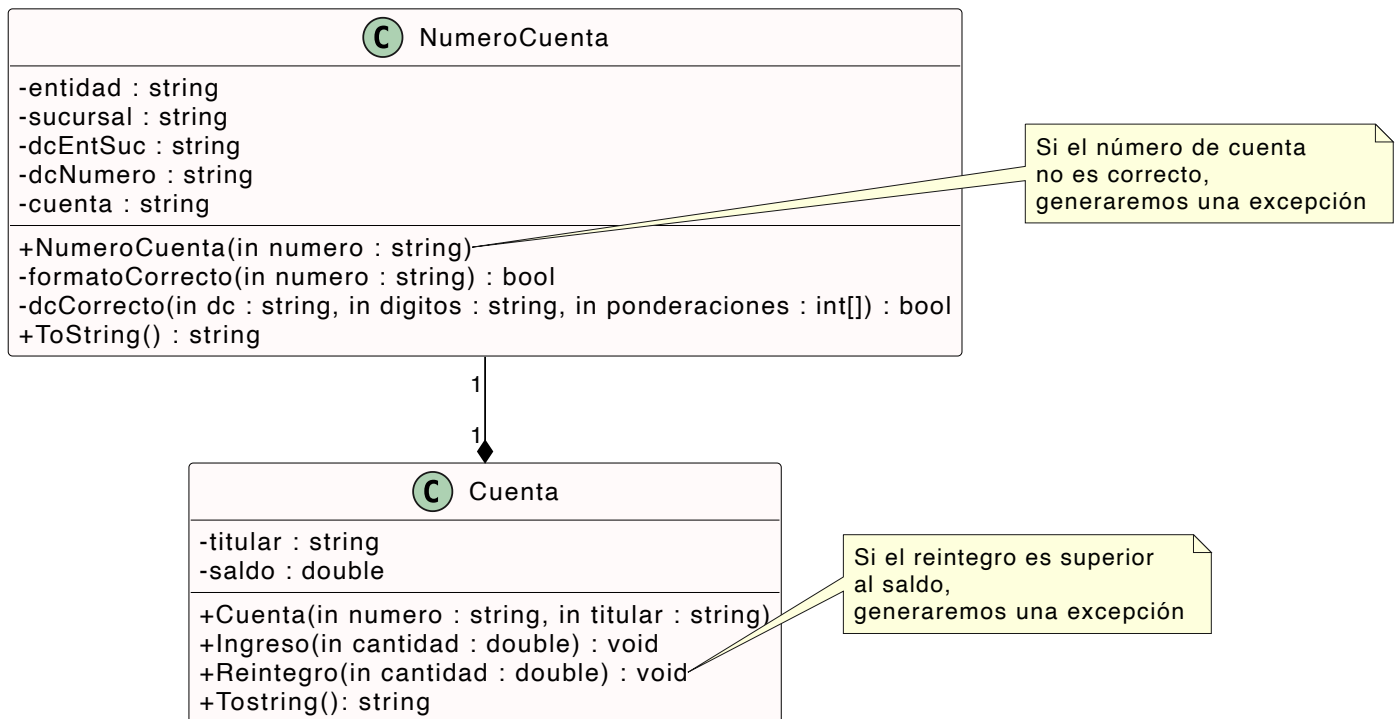 C NumeroCuenta
-entidad : string
-sucursal : string
-dcEntSuc : string
-dcNumero : string
-cuenta : string
+NumeroCuenta(in numero : string)
-formatoCorrecto(in numero : string) : bool
-dcCorrecto(in dc : string, in digitos : string, in ponderaciones : int[]) : bool
+ToString() : string
Si el número de cuenta
no es correcto,
generaremos una excepción
1
1
C Cuenta
-titular : string
-saldo : double
+Cuenta(in numero : string, in titular : string)
+Ingreso(in cantidad : double) : void
+Reintegro(in cantidad : double) : void
+Tostring(): string
Si el reintegro es superior
al saldo,
generaremos una excepción